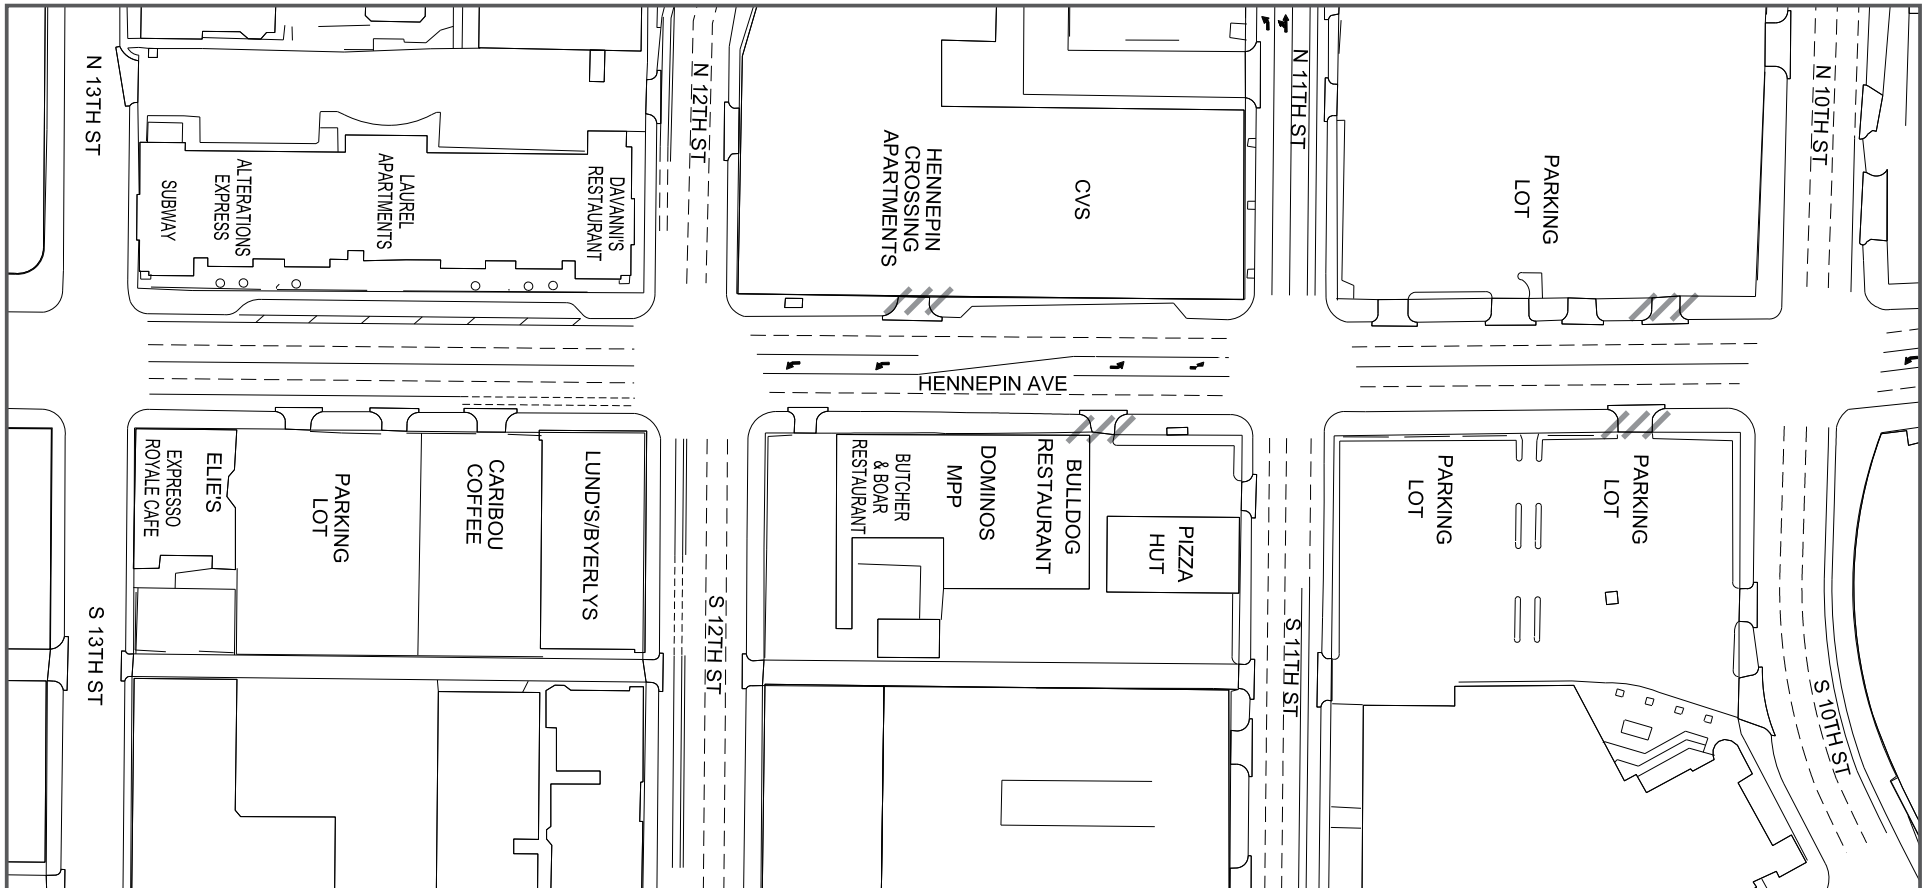 N 13TH ST
SUBWAY
ALTERATIONS
EXPRESS
LAUREL
APARTMENTS
DAVANNI'S
RESTAURANT
N 12TH ST
HENNEPIN
CROSSING
APARTMENTS
CVS
N 11TH ST
PARKING
LOT
N 10TH ST
HENNEPIN AVE
S 13TH ST
EXPRESSO
ROYALE CAFE
ELIE'S
PARKING
LOT
CARIBOU
COFFEE
LUND'S/BYERLYS
S 12TH ST
BUTCHER
& BOAR
RESTAURANT
DOMINOS
MPP
BULLDOG
RESTAURANT
PIZZA
HUT
S 11TH ST
PARKING
LOT
PARKING
LOT
S 10TH ST